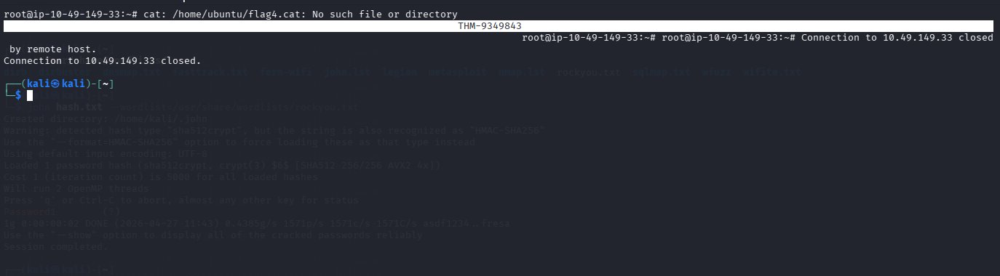 root@ip-10-49-149-33:~# cat: /home/ubuntu/flag4.cat: No such file or directory
THM-9349843
root@ip-10-49-149-33:~# root@ip-10-49-149-33:~# Connection to 10.49.149.33 closed
by remote host.
Connection to 10.49.149.33 closed.
fasttrack.txt fern-wifi john.lst legion metasploit nmap.lst rockyou.txt sqlmap.txt wfuzz wifite.txt
┌──(kali㉿kali)-[~]
└─$
└─$ john hash.txt --wordlist=/usr/share/wordlists/rockyou.txt
Created directory: /home/kali/.john
Warning: detected hash type "sha512crypt", but the string is also recognized as "HMAC-SHA256"
Use the "--format=HMAC-SHA256" option to force loading these as that type instead
Using default input encoding: UTF-8
Loaded 1 password hash (sha512crypt, crypt(3) $6$ [SHA512 256/256 AVX2 4x])
Cost 1 (iteration count) is 5000 for all loaded hashes
Will run 2 OpenMP threads
Press 'q' or Ctrl-C to abort, almost any other key for status
Password1 (?)
1g 0:00:00:02 DONE (2026-04-27 11:43) 0.4385g/s 1571p/s 1571c/s 1571C/s asdf1234..fresa
Use the "--show" option to display all of the cracked passwords reliably
Session completed.
┌──(kali㉿kali)-[~]